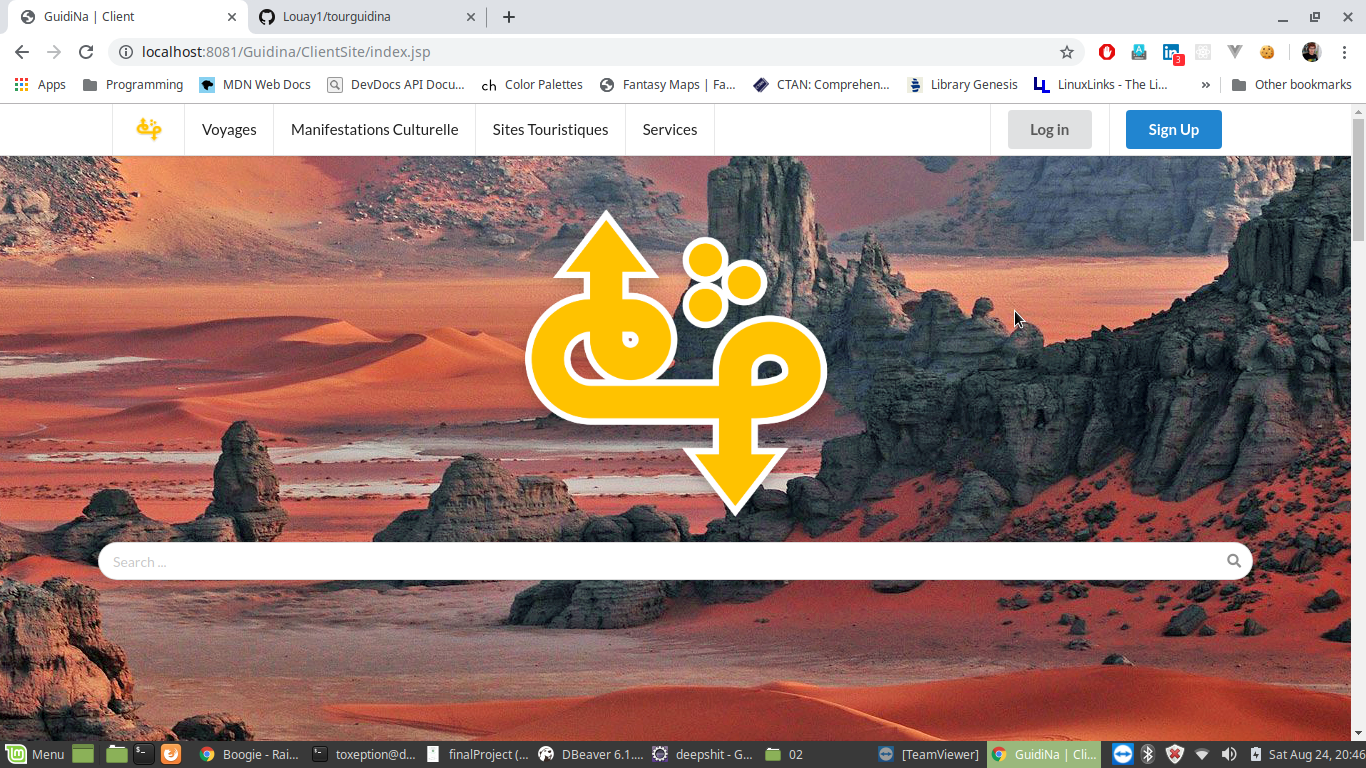 GuidiNa | Client
Louay1/tourguidina
localhost:8081/Guidina/ClientSite/index.jsp
3
Apps
Programming
MDN Web Docs
DevDocs API Docu...
ch
Color Palettes
Fantasy Maps | Fa...
CTAN: Comprehen...
Library Genesis
LinuxLinks - The Li...
»
Other bookmarks
Voyages
Manifestations Culturelle
Sites Touristiques
Services
Log in
Sign Up
Search ...
Menu
Boogie - Rai...
toxeption@d...
finalProject (...
DBeaver 6.1....
deepshit - G...
02
[TeamViewer]
GuidiNa | Cli...
Sat Aug 24, 20:46